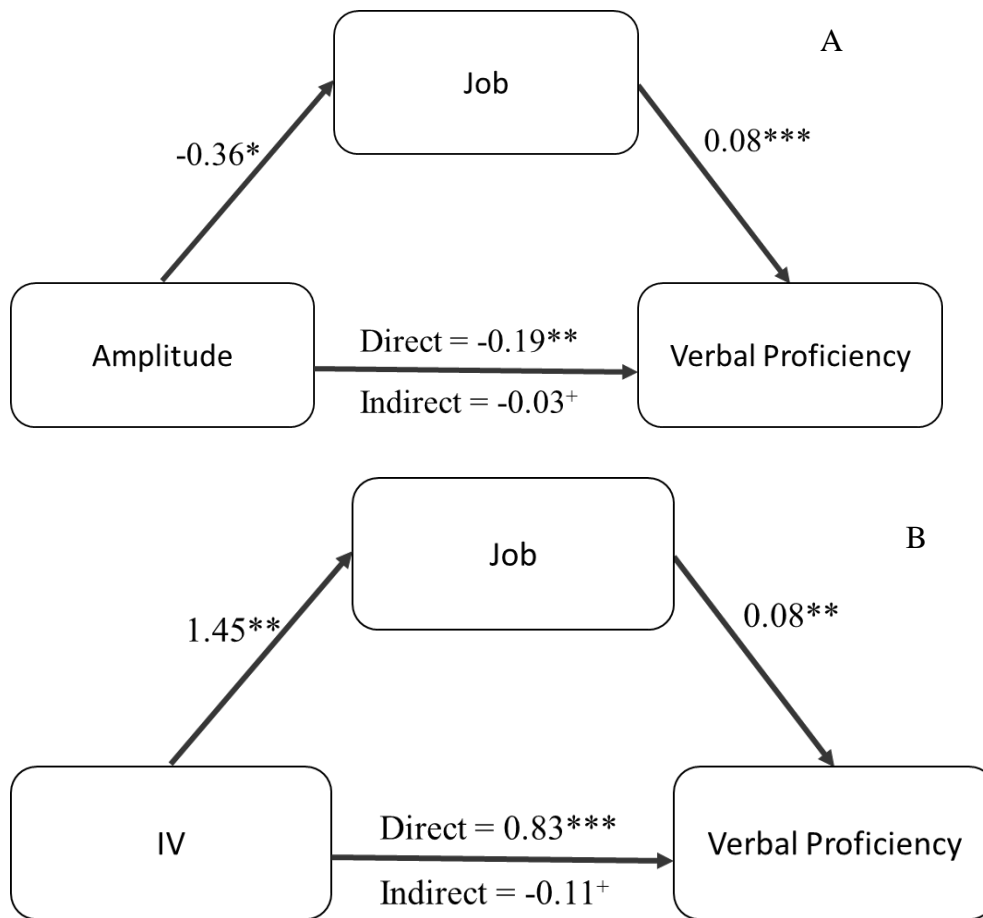 A
Job
-0.36*
0.08***
Amplitude
Direct = -0.19**
Indirect = -0.03⁺
Verbal Proficiency
B
Job
1.45**
0.08**
IV
Direct = 0.83***
Indirect = -0.11⁺
Verbal Proficiency